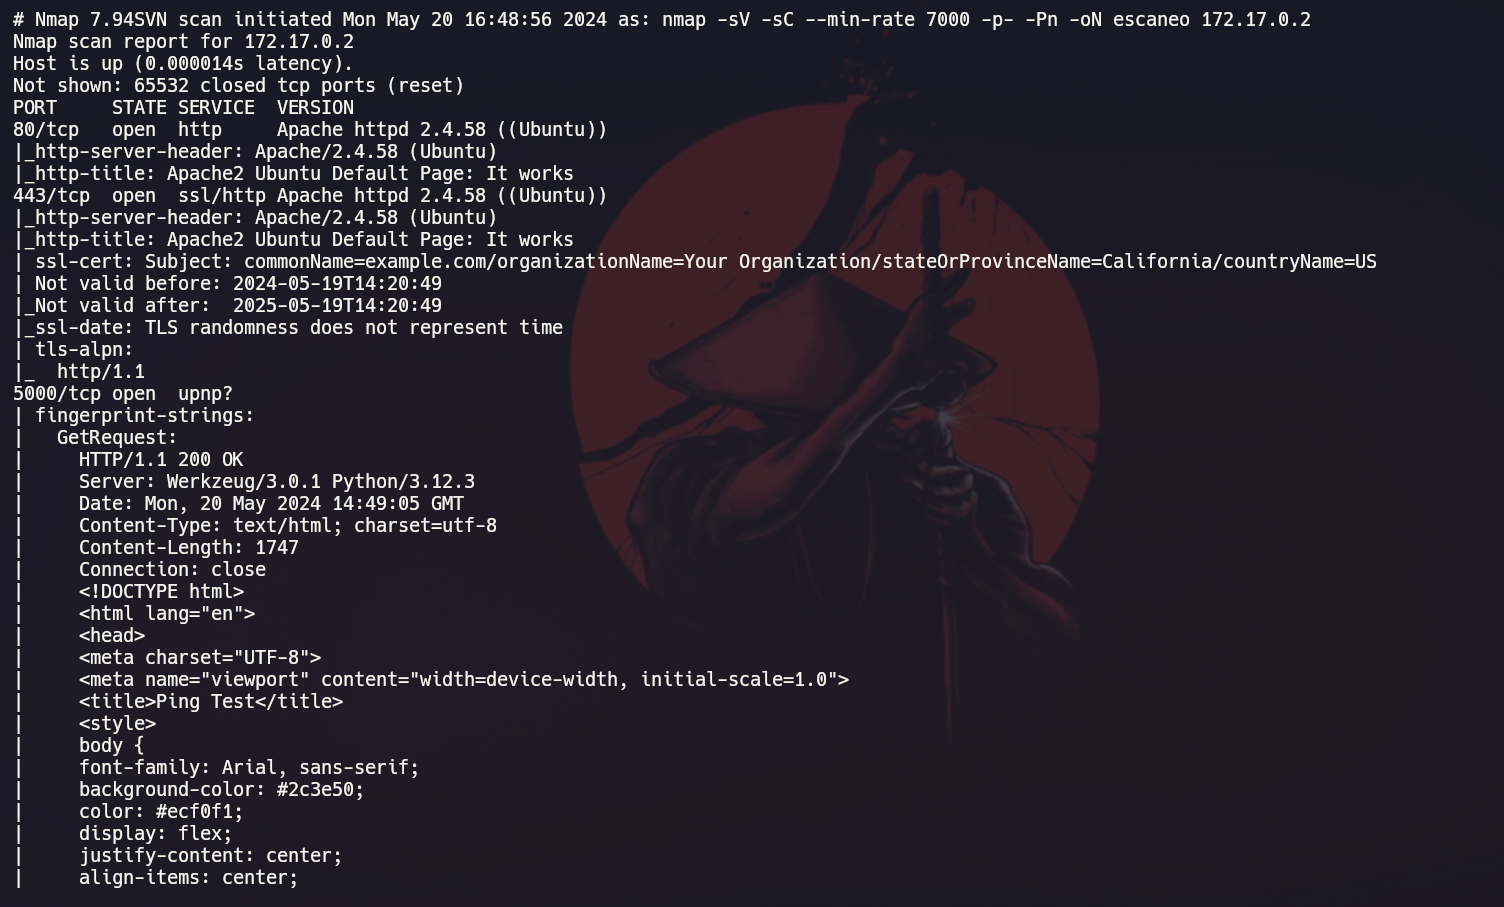 # Nmap 7.94SVN scan initiated Mon May 20 16:48:56 2024 as: nmap -sV -sC --min-rate 7000 -p- -Pn -oN escaneo 172.17.0.2
Nmap scan report for 172.17.0.2
Host is up (0.000014s latency).
Not shown: 65532 closed tcp ports (reset)
PORT     STATE SERVICE  VERSION
80/tcp   open  http     Apache httpd 2.4.58 ((Ubuntu))
|_http-server-header: Apache/2.4.58 (Ubuntu)
|_http-title: Apache2 Ubuntu Default Page: It works
443/tcp  open  ssl/http Apache httpd 2.4.58 ((Ubuntu))
|_http-server-header: Apache/2.4.58 (Ubuntu)
|_http-title: Apache2 Ubuntu Default Page: It works
| ssl-cert: Subject: commonName=example.com/organizationName=Your Organization/stateOrProvinceName=California/countryName=US
| Not valid before: 2024-05-19T14:20:49
|_Not valid after:  2025-05-19T14:20:49
|_ssl-date: TLS randomness does not represent time
| tls-alpn:
|_  http/1.1
5000/tcp open  upnp?
| fingerprint-strings:
|   GetRequest:
|     HTTP/1.1 200 OK
|     Server: Werkzeug/3.0.1 Python/3.12.3
|     Date: Mon, 20 May 2024 14:49:05 GMT
|     Content-Type: text/html; charset=utf-8
|     Content-Length: 1747
|     Connection: close
|     <!DOCTYPE html>
|     <html lang="en">
|     <head>
|     <meta charset="UTF-8">
|     <meta name="viewport" content="width=device-width, initial-scale=1.0">
|     <title>Ping Test</title>
|     <style>
|     body {
|     font-family: Arial, sans-serif;
|     background-color: #2c3e50;
|     color: #ecf0f1;
|     display: flex;
|     justify-content: center;
|     align-items: center;